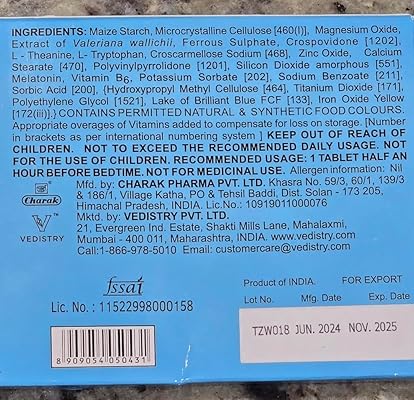 INGREDIENTS: Maize Starch, Microcrystalline Cellulose [460(I)], Magnesium Oxide,
Extract of Valeriana wallichii, Ferrous Sulphate, Crospovidone [1202],
L - Theanine, L- Tryptophan, Croscarmellose Sodium [468], Zinc Oxide, Calcium
Stearate [470], Polyvinylpyrrolidone [1201], Silicon Dioxide amorphous [551],
Melatonin, Vitamin B6, Potassium Sorbate [202], Sodium Benzoate [211],
Sorbic Acid [200], {Hydroxypropyl Methyl Cellulose [464], Titanium Dioxide [171],
Polyethylene Glycol [1521], Lake of Brilliant Blue FCF [133], Iron Oxide Yellow
[172(iii)].} CONTAINS PERMITTED NATURAL & SYNTHETIC FOOD COLOURS.
Appropriate overages of Vitamins added to compensate for loss on storage. [Number
in brackets as per international numbering system ] KEEP OUT OF REACH OF
CHILDREN. NOT TO EXCEED THE RECOMMENDED DAILY USAGE. NOT
FOR THE USE OF CHILDREN. RECOMMENDED USAGE: 1 TABLET HALF AN
HOUR BEFORE BEDTIME. NOT FOR MEDICINAL USE. Allergen information: Nil
Charak
Mfd. by: CHARAK PHARMA PVT. LTD. Khasra No. 59/3, 60/1, 139/3
& 186/1, Village Katha, PO & Tehsil Baddi, Dist. Solan - 173 205,
Himachal Pradesh, INDIA. Lic.No.: 10919011000076
VEDISTRY
Mktd. by: VEDISTRY PVT. LTD.
21, Evergreen Ind. Estate, Shakti Mills Lane, Mahalaxmi,
Mumbai - 400 011, Maharashtra, INDIA. www.vedistry.com
Call:1-866-978-5010 Email: customercare@vedistry.com
fssai
Lic. No. : 11522998000158
8 909054 050431
Product of INDIA. FOR EXPORT
Lot No. Mfg. Date Exp. Date
TZW018 JUN. 2024 NOV. 2025